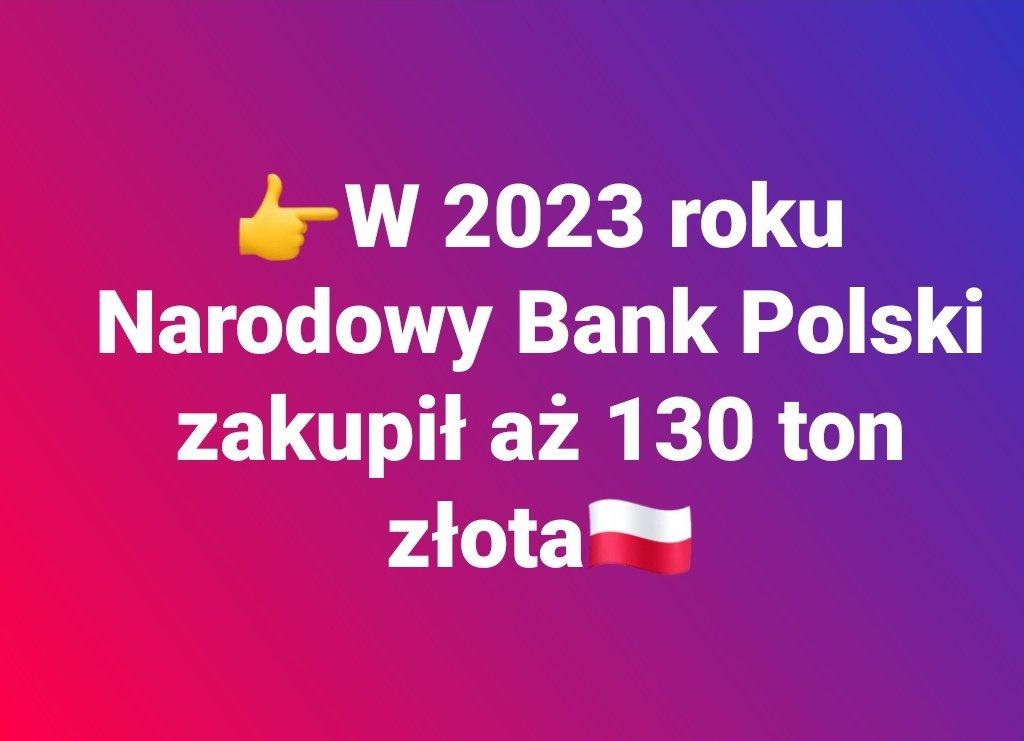 👉W 2023 roku
Narodowy Bank Polski
zakupił aż 130 ton
złota🇵🇱